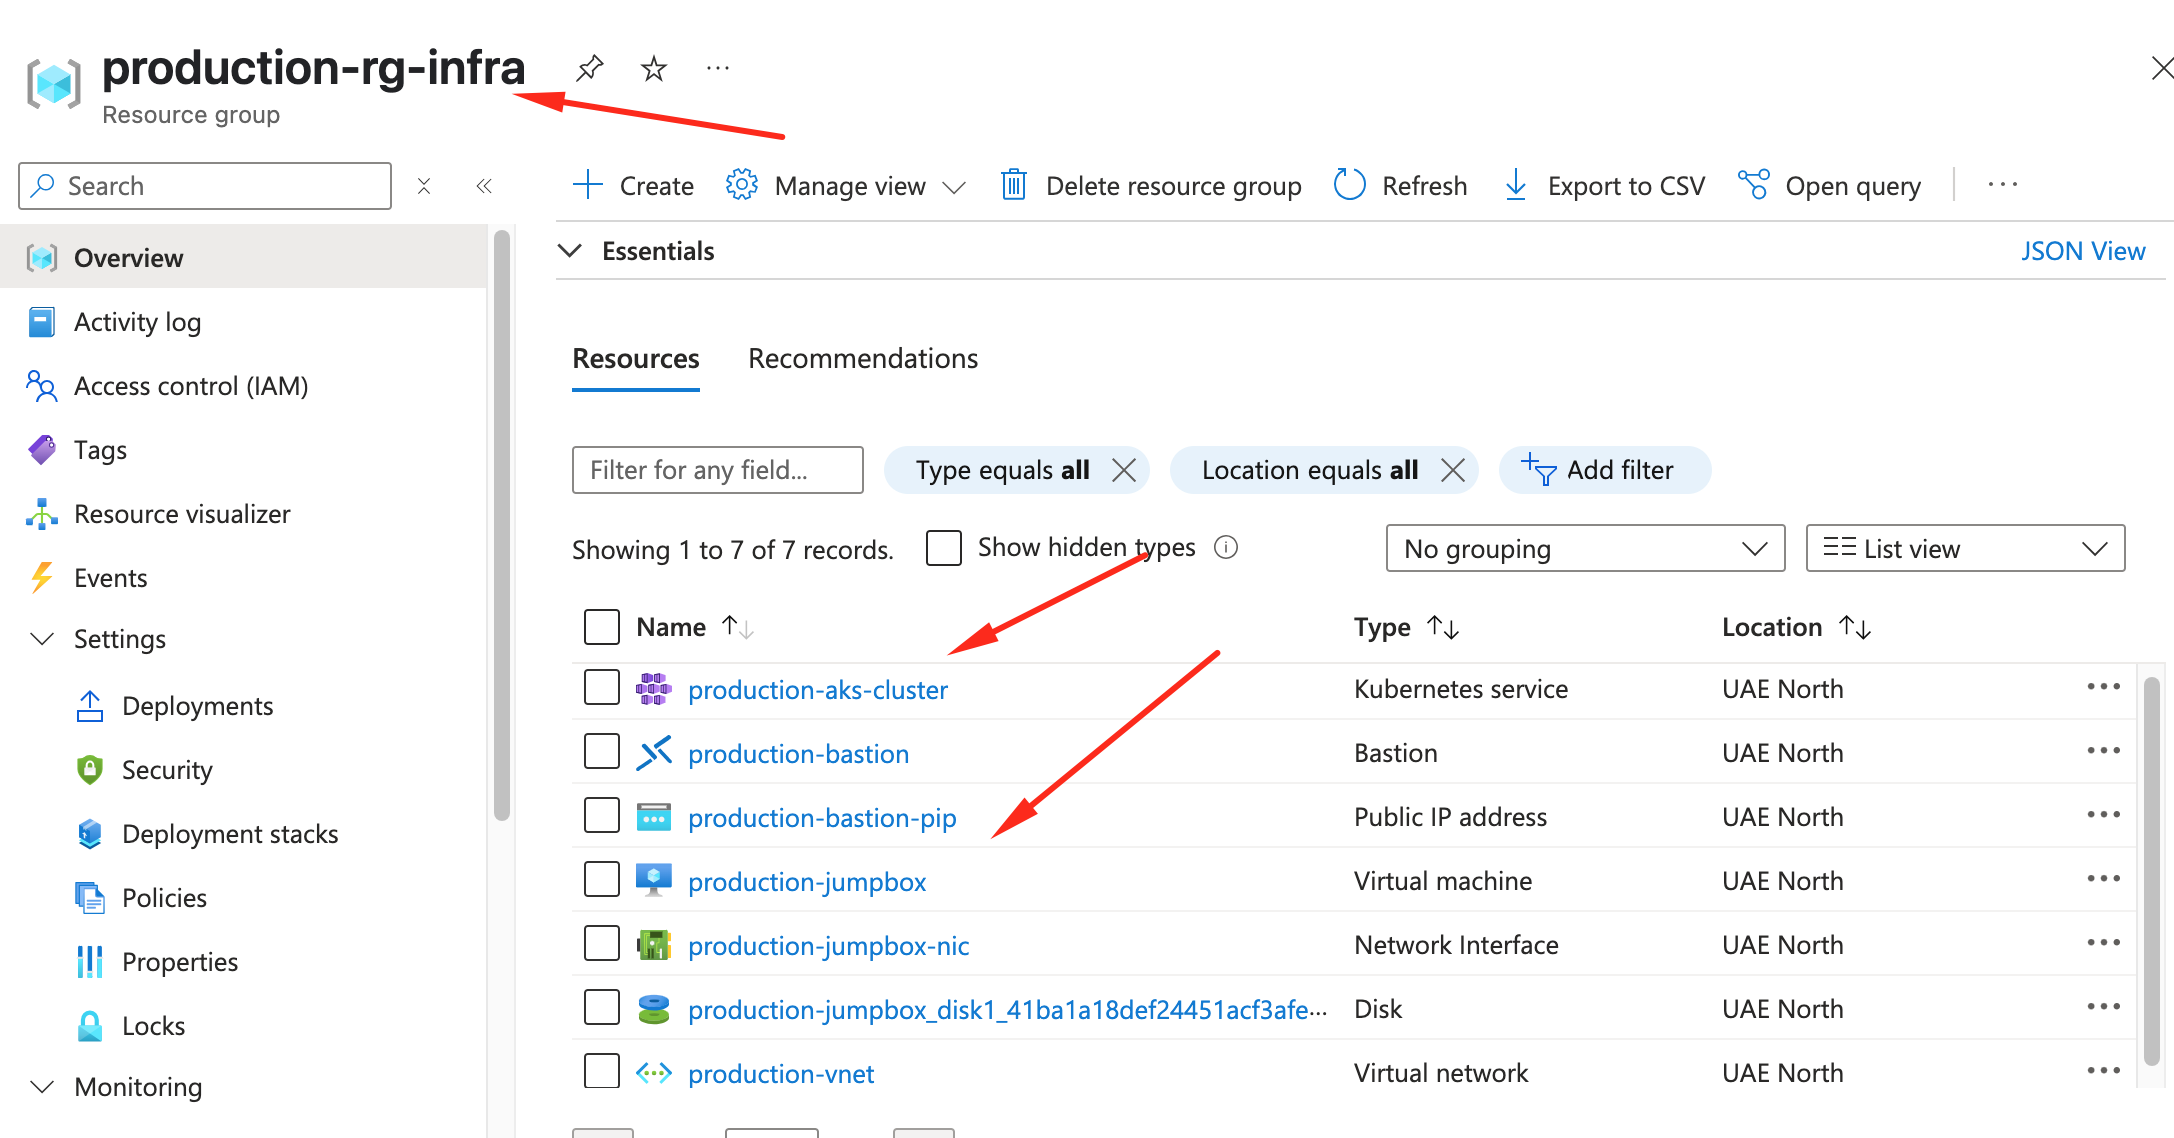 production-rg-infra
Resource group
Search
Create Manage view Delete resource group Refresh Export to CSV Open query
Overview
Activity log
Access control (IAM)
Tags
Resource visualizer
Events
Settings
Deployments
Security
Deployment stacks
Policies
Properties
Locks
Monitoring
Essentials JSON View
Resources Recommendations
Filter for any field... Type equals all Location equals all Add filter
Showing 1 to 7 of 7 records. Show hidden types No grouping List view
Name Type Location
production-aks-cluster Kubernetes service UAE North
production-bastion Bastion UAE North
production-bastion-pip Public IP address UAE North
production-jumpbox Virtual machine UAE North
production-jumpbox-nic Network Interface UAE North
production-jumpbox_disk1_41ba1a18def24451acf3afe... Disk UAE North
production-vnet Virtual network UAE North